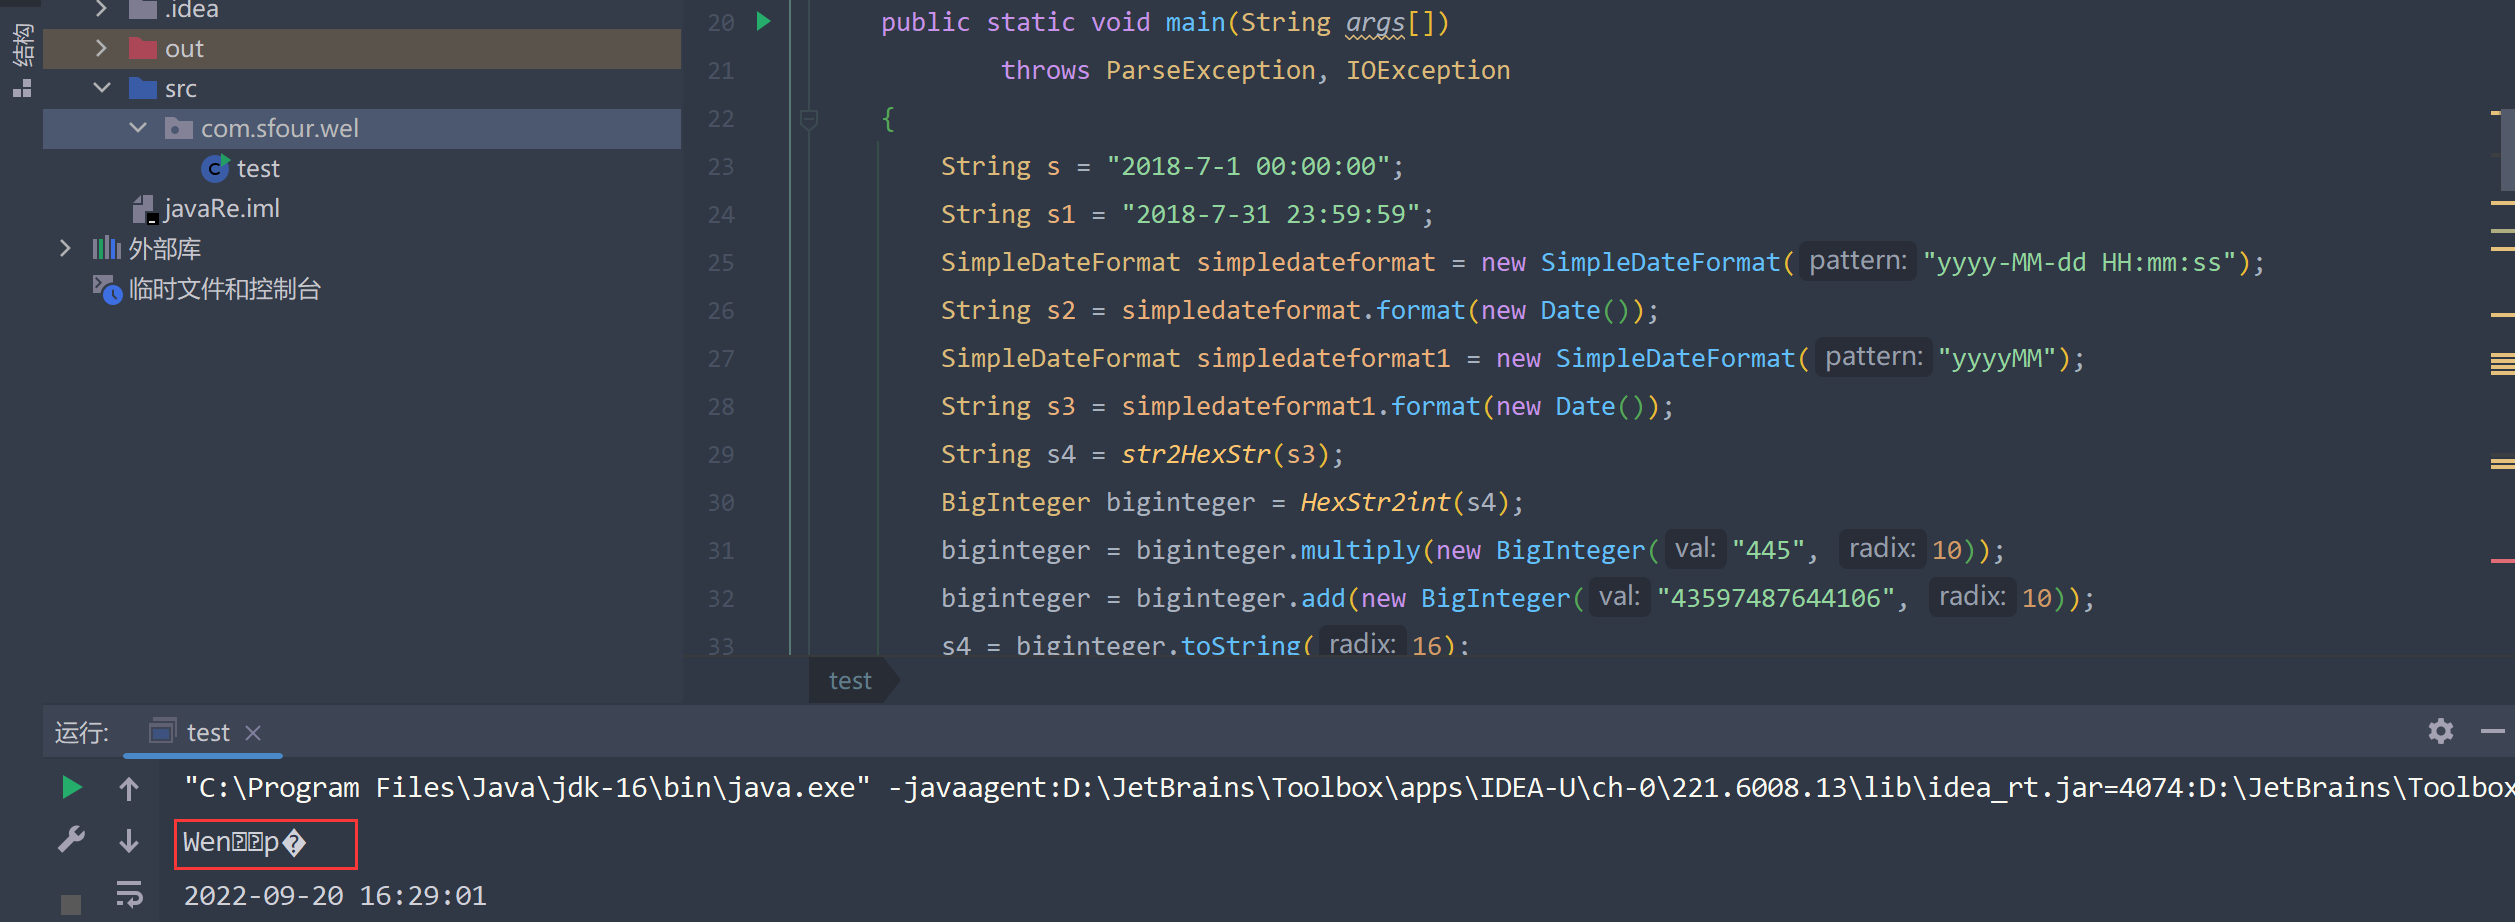 结构
.idea
out
src
com.sfour.wel
test
javaRe.iml
外部库
临时文件和控制台
20 public static void main(String args[])
21 throws ParseException, IOException
22 {
23 String s = "2018-7-1 00:00:00";
24 String s1 = "2018-7-31 23:59:59";
25 SimpleDateFormat simpledateformat = new SimpleDateFormat( pattern: "yyyy-MM-dd HH:mm:ss");
26 String s2 = simpledateformat.format(new Date());
27 SimpleDateFormat simpledateformat1 = new SimpleDateFormat( pattern: "yyyyMM");
28 String s3 = simpledateformat1.format(new Date());
29 String s4 = str2HexStr(s3);
30 BigInteger biginteger = HexStr2int(s4);
31 biginteger = biginteger.multiply(new BigInteger( val: "445", radix: 10));
32 biginteger = biginteger.add(new BigInteger( val: "43597487644106", radix: 10));
33 s4 = biginteger.toString( radix: 16);
test
运行:
test
"C:\Program Files\Java\jdk-16\bin\java.exe" -javaagent:D:\JetBrains\Toolbox\apps\IDEA-U\ch-0\221.6008.13\lib\idea_rt.jar=4074:D:\JetBrains\Toolbox
Wen⍰⍰p�
2022-09-20 16:29:01